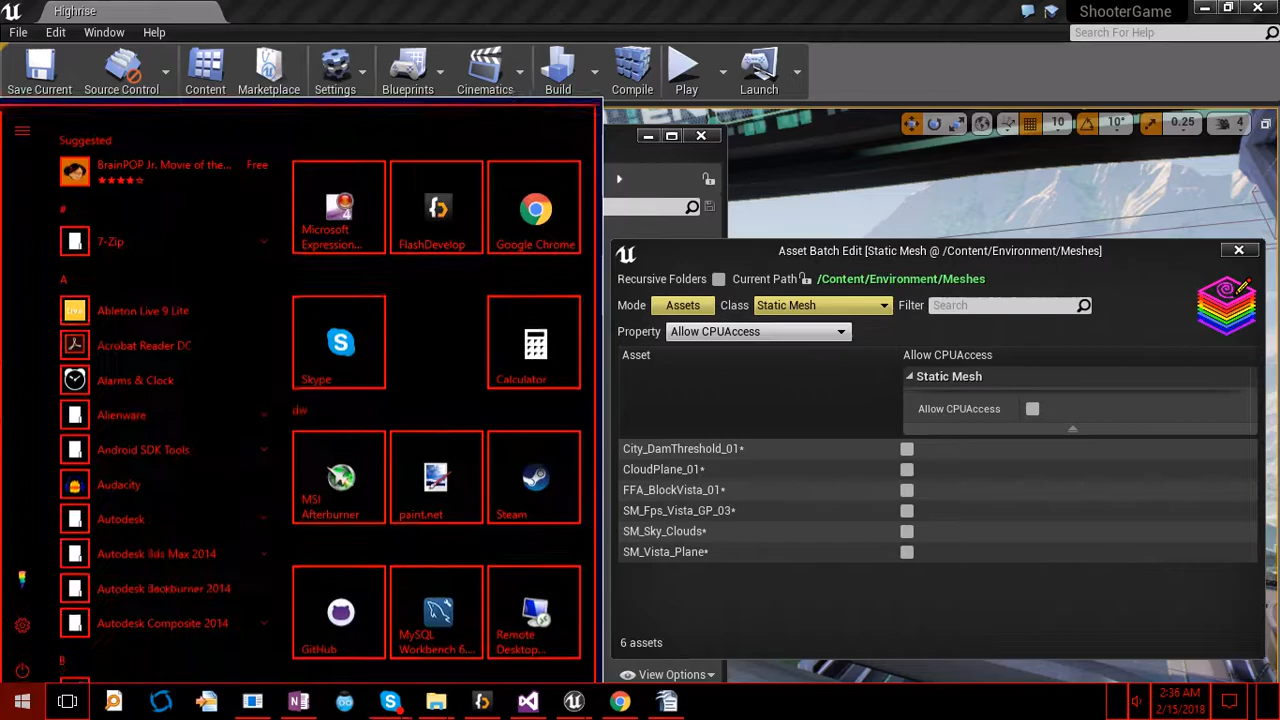 Highrise
ShooterGame
File Edit Window Help
Search For Help
Save Current
Source Control
Content
Marketplace
Settings
Blueprints
Cinematics
Build
Compile
Play
Launch
10
10°
0.25
4
Suggested
BrainPOP Jr. Movie of the... Free
#
7-Zip
A
Ableton Live 9 Lite
Acrobat Reader DC
Alarms & Clock
Alienware
Android SDK Tools
Audacity
Autodesk
Autodesk 3ds Max 2014
Autodesk Backburner 2014
Autodesk Composite 2014
B
Microsoft
Expression...
4
FlashDevelop
Google Chrome
Skype
Calculator
dw
MSI
Afterburner
paint.net
Steam
GitHub
MySQL
Workbench 6....
Remote
Desktop...
Asset Batch Edit [Static Mesh @ /Content/Environment/Meshes]
Recursive Folders Current Path /Content/Environment/Meshes
Mode Assets Class Static Mesh Filter Search
Property Allow CPUAccess
Asset Allow CPUAccess
Static Mesh
Allow CPUAccess
City_DamThreshold_01*
CloudPlane_01*
FFA_BlockVista_01*
SM_Fps_Vista_GP_03*
SM_Sky_Clouds*
SM_Vista_Plane*
6 assets
View Options
2:36 AM
2/15/2018